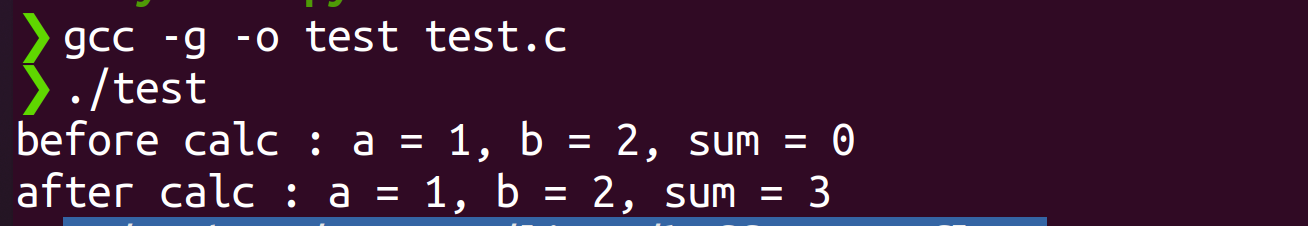 ❯ gcc -g -o test test.c
❯ ./test
before calc : a = 1, b = 2, sum = 0
after calc : a = 1, b = 2, sum = 3